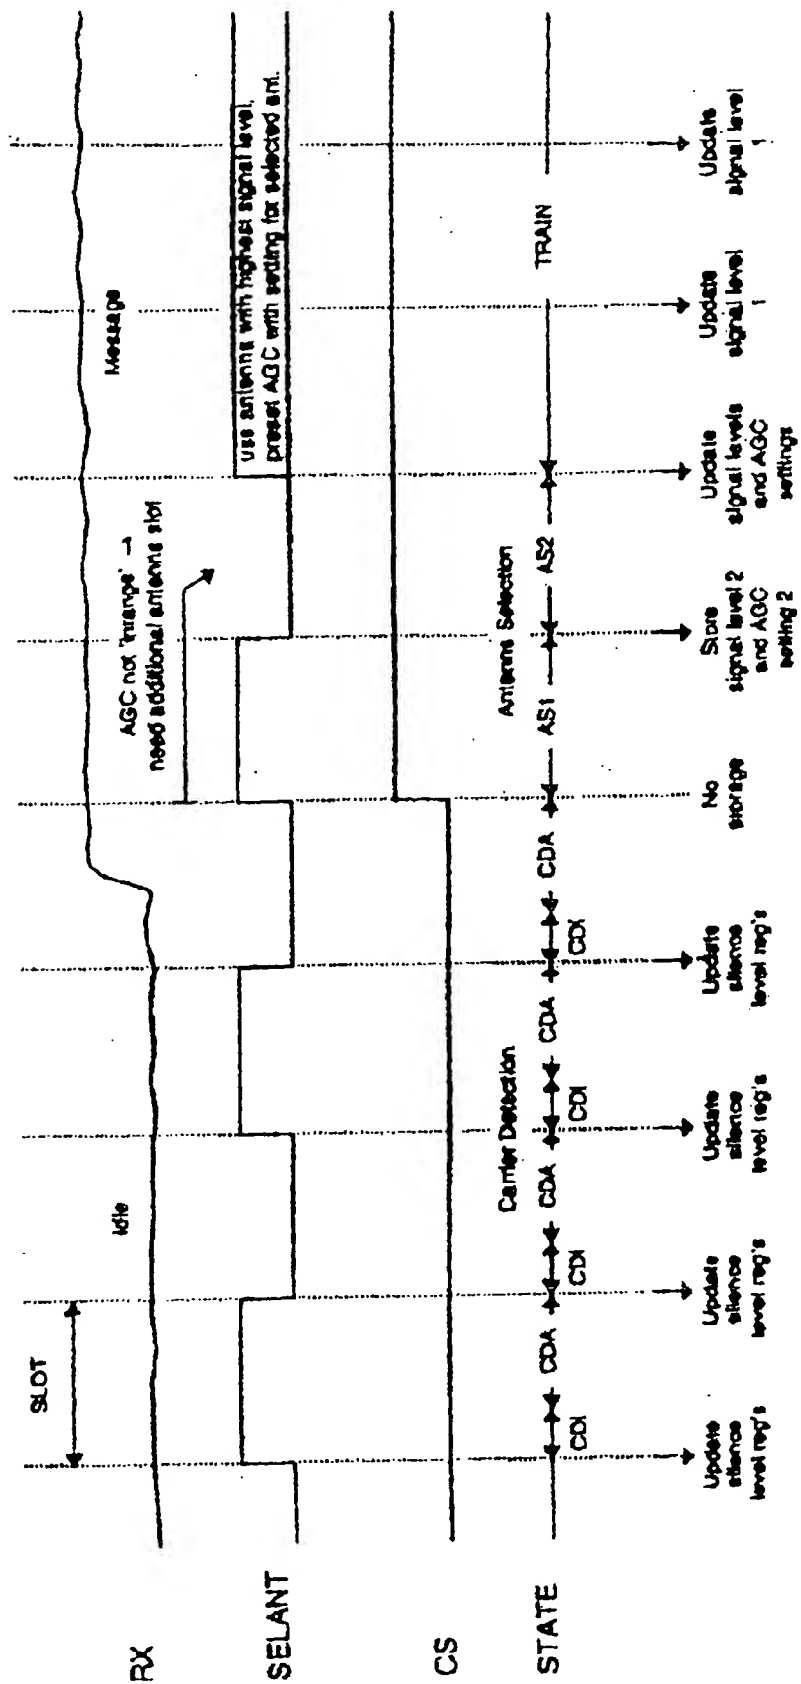 RX
Idle
Message
SLOT
SELANT
AGC not 'inrange' →
need additional antenna slot
use antenna with highest signal level,
preset AGC with setting for selected ant.
CS
STATE
Carrier Detection
Antenna Selection
CDI
CDA
CDI
CDA
CDI
CDA
CDI
CDA
AS1
AS2
TRAIN
Update
silence
level reg's
Update
silence
level reg's
Update
silence
level reg's
Update
silence
level reg's
No
storage
Store
signal level 2
and AGC
setting 2
Update
signal levels
and AGC
settings
Update
signal level
1
Update
signal level
1